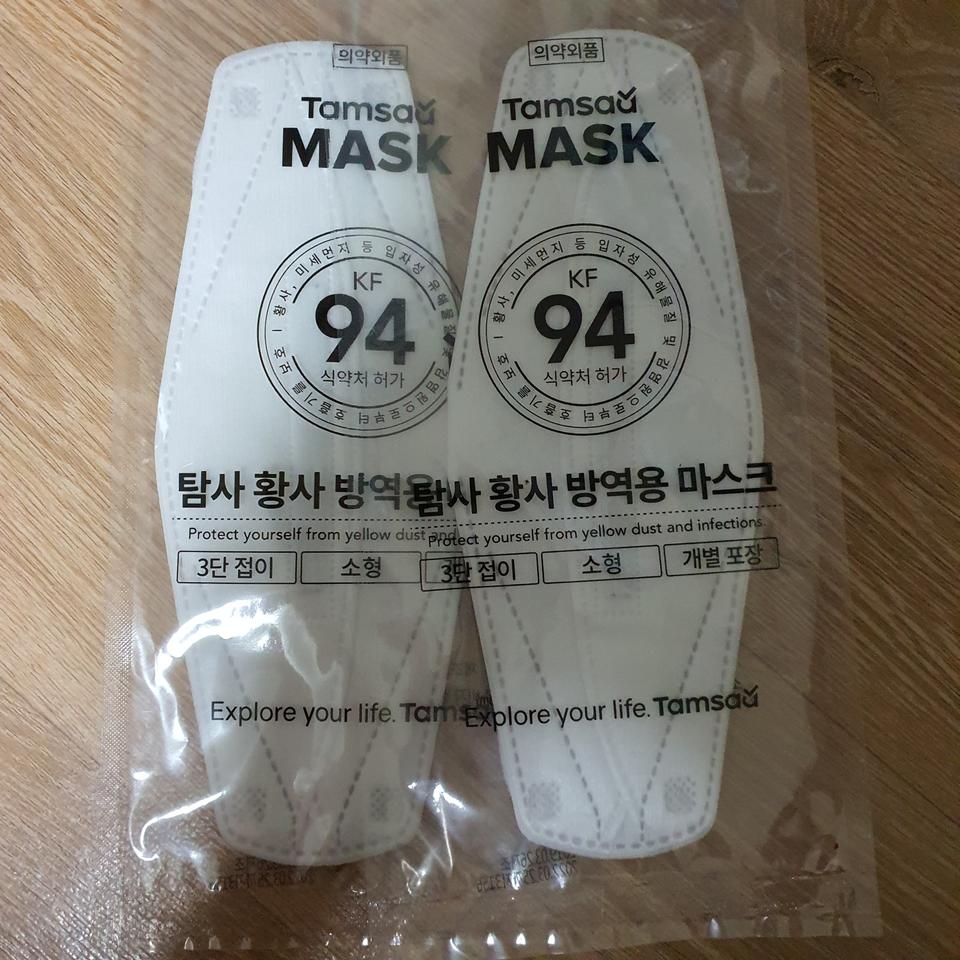 의약외품
Tamsaú
MASK
황사, 미세먼지 등 입자성 유해물질 및 감염원으로부터 호흡기를 보호
KF
94
식약처 허가
탐사 황사 방역용
Protect yourself from yellow dust and
3단 접이
소형
Explore your life. Tamsa
의약외품
Tamsaú
MASK
황사, 미세먼지 등 입자성 유해물질 및 감염원으로부터 호흡기를 보호
KF
94
식약처 허가
탐사 황사 방역용 마스크
Protect yourself from yellow dust and infections.
3단 접이
소형
개별 포장
Explore your life. Tamsaú